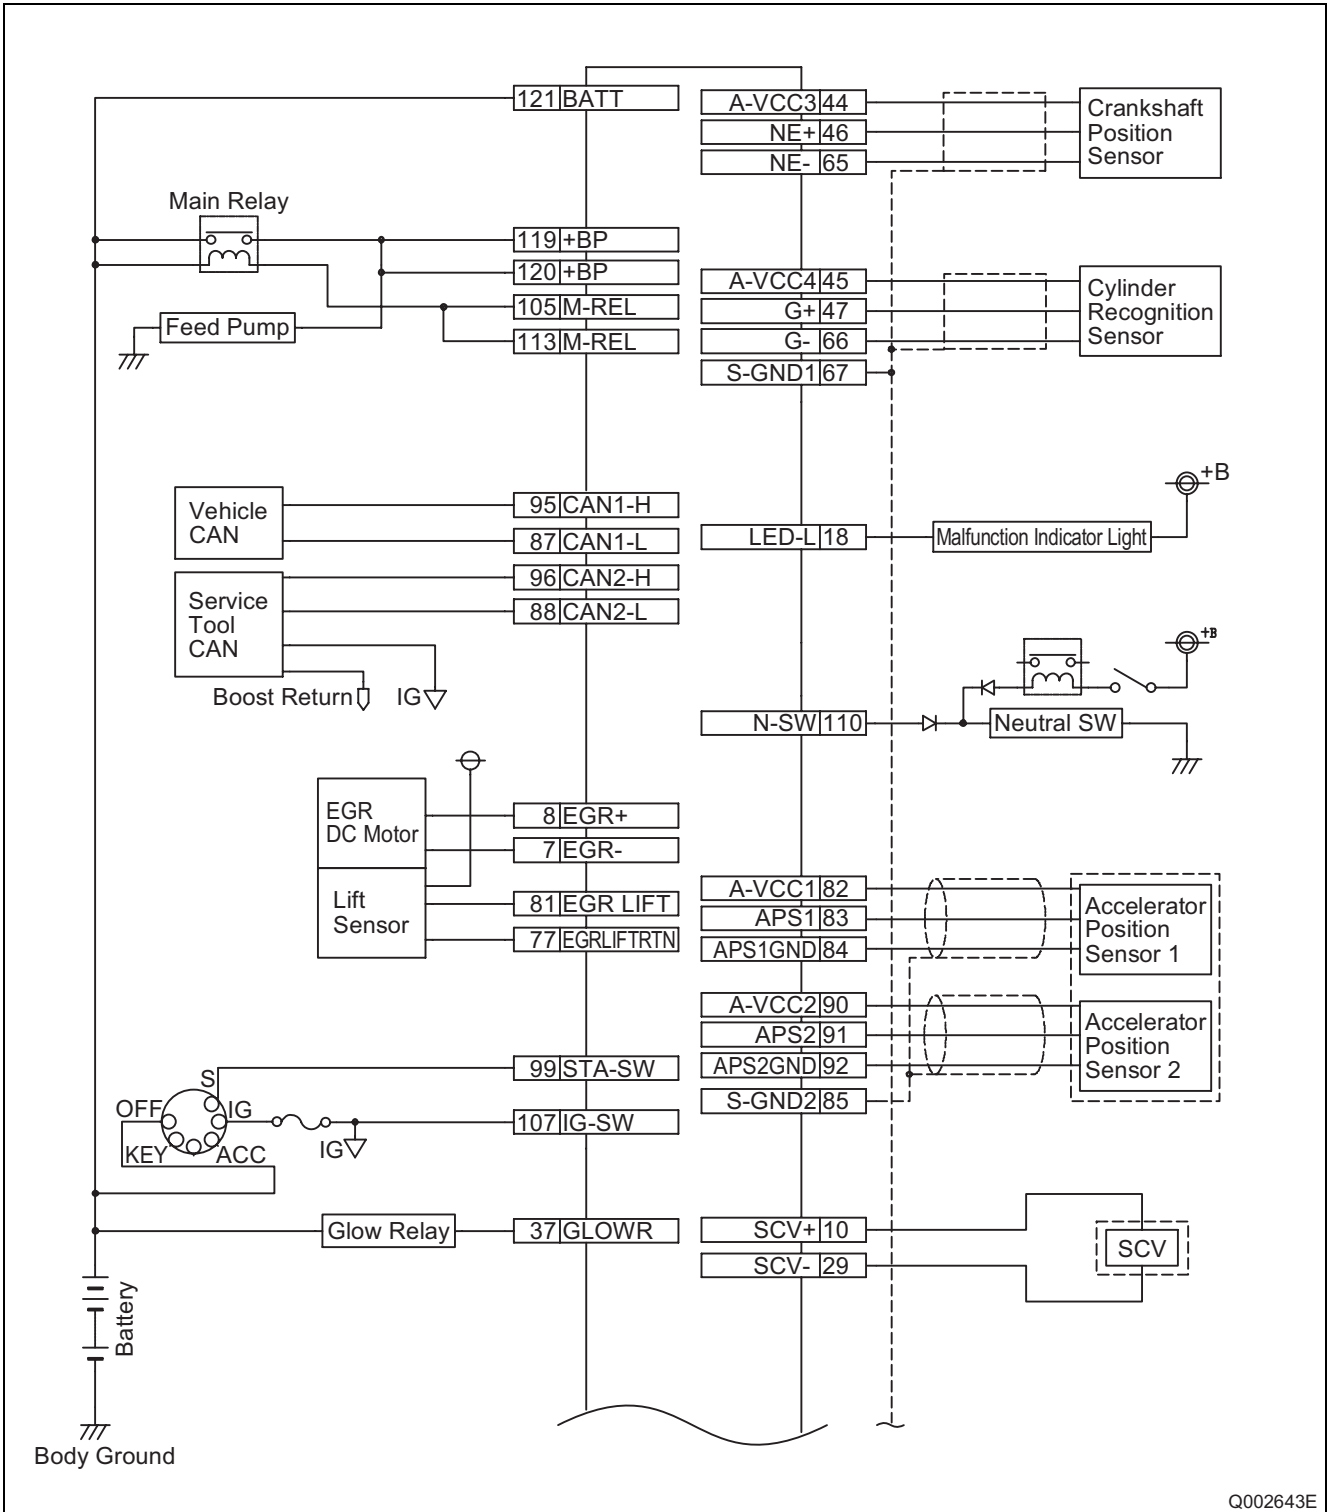 121 BATT
Main Relay
119 +BP
120 +BP
105 M-REL
113 M-REL
Feed Pump
Vehicle
CAN
95 CAN1-H
87 CAN1-L
Service
Tool
CAN
96 CAN2-H
88 CAN2-L
Boost Return
IG
EGR
DC Motor
8 EGR+
7 EGR-
Lift
Sensor
81 EGR LIFT
77 EGRLIFTRTN
S
OFF
IG
KEY
ACC
IG
99 STA-SW
107 IG-SW
Glow Relay
37 GLOWR
Battery
Body Ground
A-VCC3 44
NE+ 46
NE- 65
Crankshaft
Position
Sensor
A-VCC4 45
G+ 47
G- 66
S-GND1 67
Cylinder
Recognition
Sensor
+B
LED-L 18
Malfunction Indicator Light
+B
N-SW 110
Neutral SW
A-VCC1 82
APS1 83
APS1GND 84
Accelerator
Position
Sensor 1
A-VCC2 90
APS2 91
APS2GND 92
S-GND2 85
Accelerator
Position
Sensor 2
SCV+ 10
SCV- 29
SCV
Q002643E